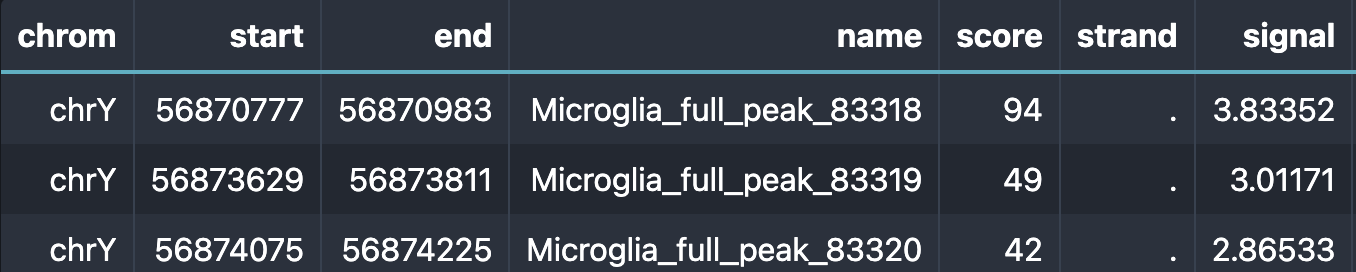 chrom start end name score strand signal
chrY 56870777 56870983 Microglia_full_peak_83318 94 . 3.83352
chrY 56873629 56873811 Microglia_full_peak_83319 49 . 3.01171
chrY 56874075 56874225 Microglia_full_peak_83320 42 . 2.86533